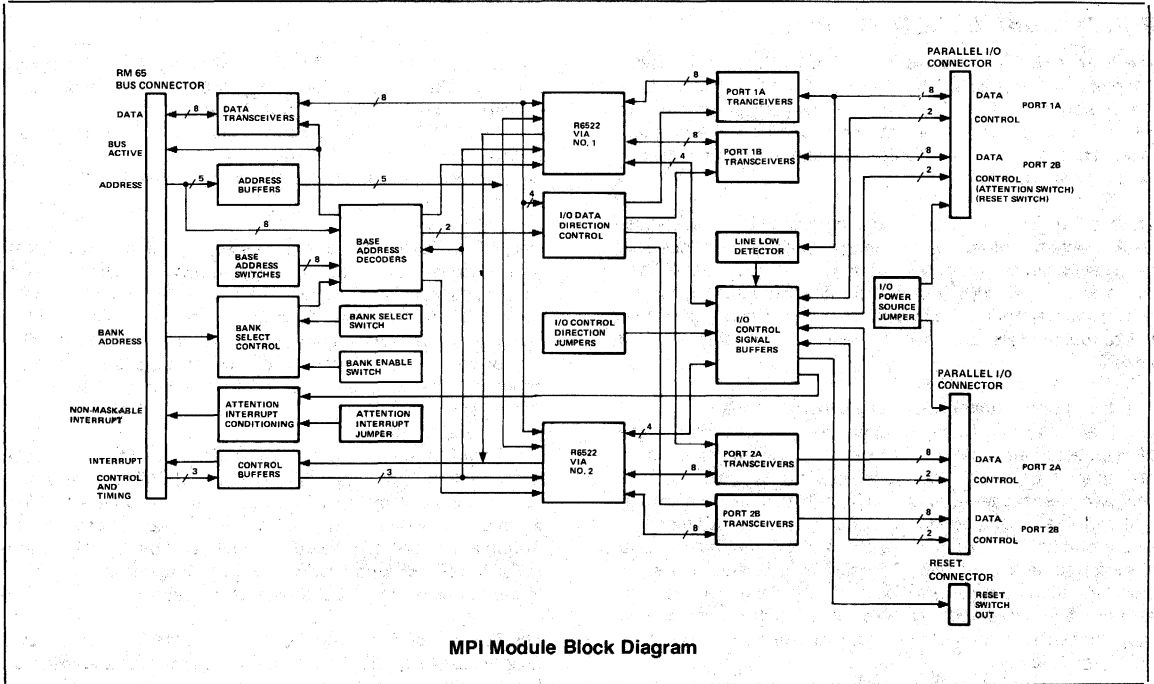 RM 65
BUS CONNECTOR
DATA
8
DATA
TRANSCEIVERS
8
BUS
ACTIVE
ADDRESS
5
ADDRESS
BUFFERS
5
8
BASE
ADDRESS
SWITCHES
8
BASE
ADDRESS
DECODERS
2
BANK
ADDRESS
BANK
SELECT
CONTROL
BANK SELECT
SWITCH
BANK ENABLE
SWITCH
NON-MASKABLE
INTERRUPT
ATTENTION
INTERRUPT
CONDITIONING
ATTENTION
INTERRUPT
JUMPER
INTERRUPT
CONTROL
AND
TIMING
3
CONTROL
BUFFERS
3
R6522
VIA
NO. 1
8
8
4
4
I/O DATA
DIRECTION
CONTROL
I/O CONTROL
DIRECTION
JUMPERS
R6522
VIA
NO. 2
4
8
8
PORT 1A
TRANCEIVERS
PORT 1B
TRANSCEIVERS
LINE LOW
DETECTOR
I/O
CONTROL
SIGNAL
BUFFERS
PORT 2A
TRANSCEIVERS
PORT 2B
TRANSCEIVERS
I/O
POWER
SOURCE
JUMPER
PARALLEL I/O
CONNECTOR
8
DATA
PORT 1A
2
CONTROL
8
DATA
PORT 2B
2
CONTROL
(ATTENTION SWITCH)
(RESET SWITCH)
PARALLEL I/O
CONNECTOR
8
DATA
PORT 2A
2
CONTROL
8
DATA
PORT 2B
2
CONTROL
RESET
CONNECTOR
RESET
SWITCH
OUT
MPI Module Block Diagram